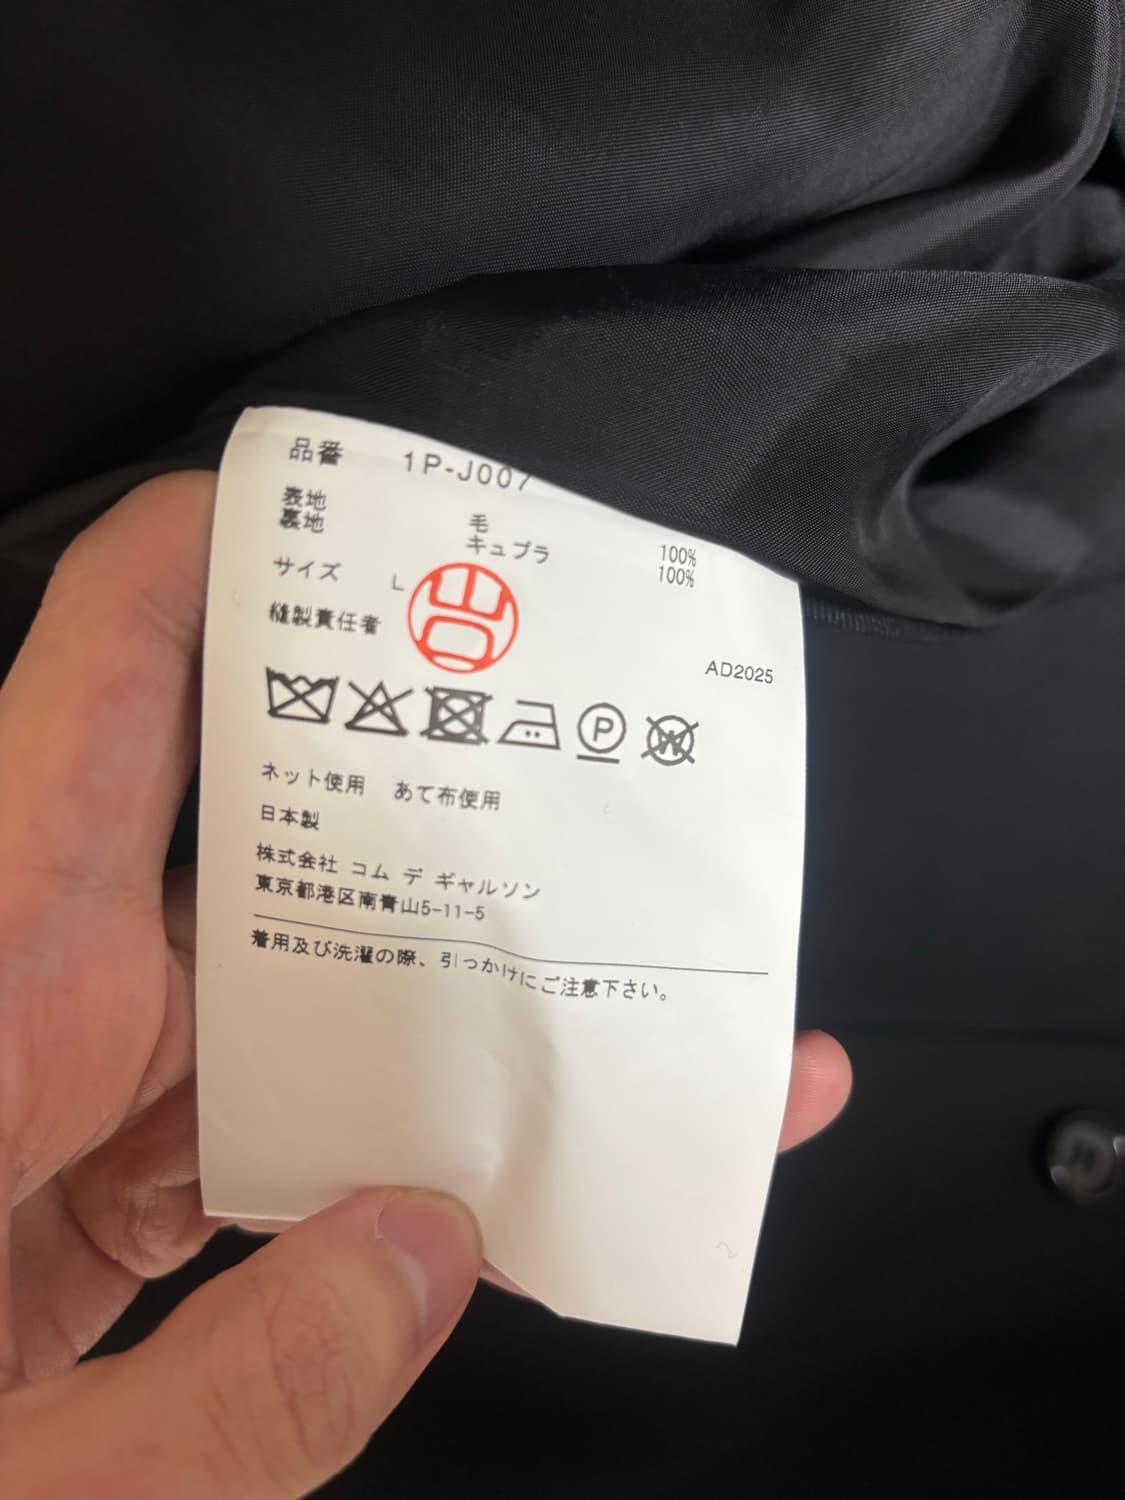 品番 1P-J007
表地 毛 100%
裏地 キュプラ 100%
サイズ L
縫製責任者
AD2025
P
W
ネット使用 あて布使用
日本製
株式会社 コム デ ギャルソン
東京都港区南青山5-11-5
着用及び洗濯の際、引っかけにご注意下さい。